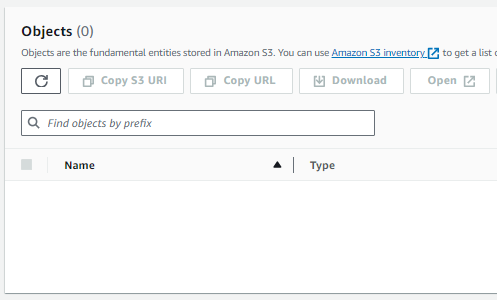 Objects (0)
Objects are the fundamental entities stored in Amazon S3. You can use Amazon S3 inventory to get a list
Copy S3 URI Copy URL Download Open
Find objects by prefix
Name Type